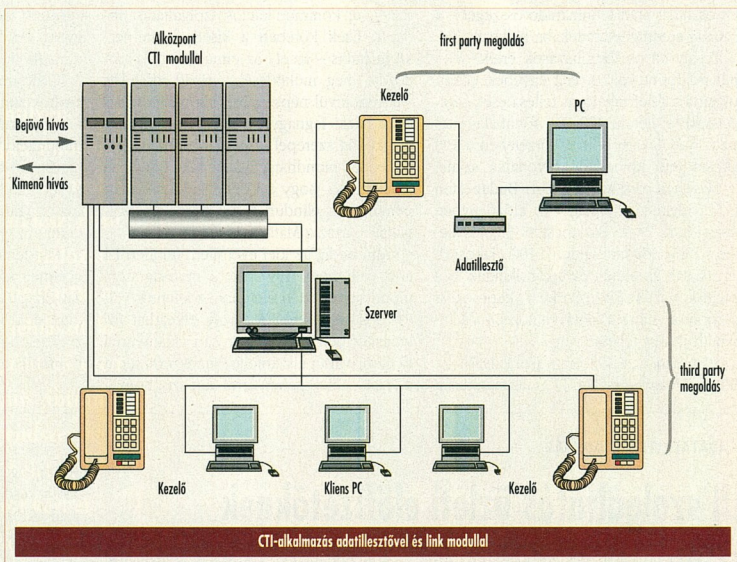 Alközpont
CTI modullal
first party megoldás
Kezelő
PC
Bejövő hívás
Kimenő hívás
Adatillesztő
Szerver
third party
megoldás
Kezelő
Kliens PC
Kezelő
CTI-alkalmazás adatillesztővel és link modullal